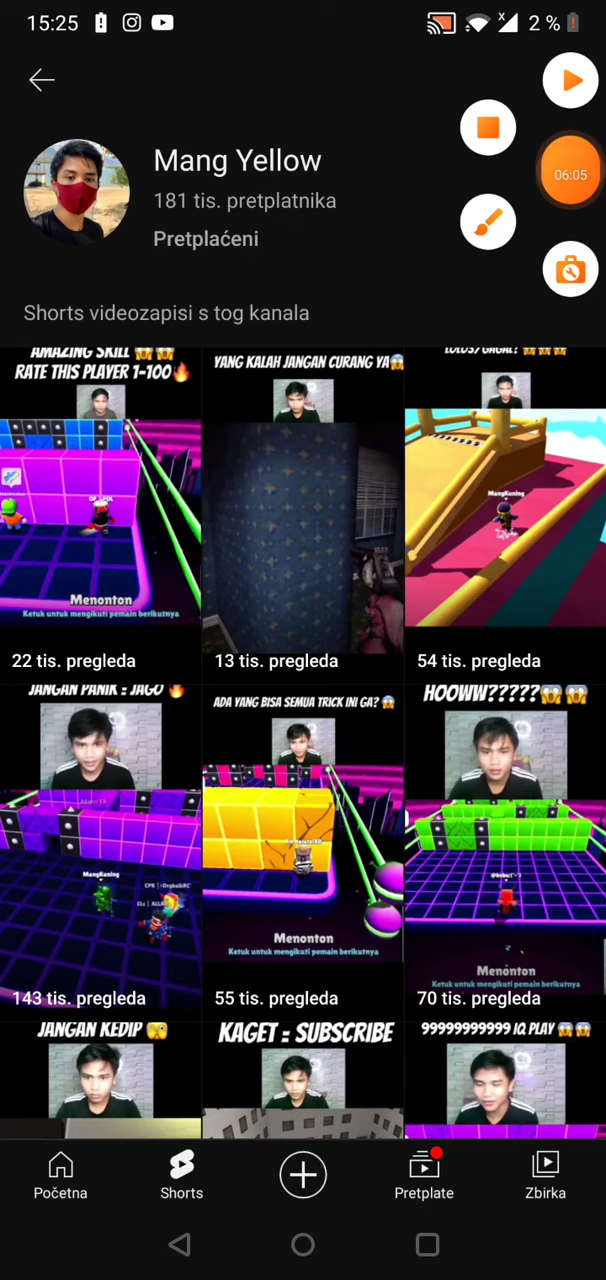 15:25
x
2 %
Mang Yellow
181 tis. pretplatnika
Pretplaćeni
06:05
Shorts videozapisi s tog kanala
AMAZING SKILL 😱😱
RATE THIS PLAYER 1-100🔥
Menonton
Ketuk untuk mengikuti pemain berikutnya
22 tis. pregleda
YANG KALAH JANGAN CURANG YA😱
13 tis. pregleda
LOLOS/GAGAL? 😱😱😱
MangKuning
54 tis. pregleda
JANGAN PANIK = JAGO 🔥
MangKuning
143 tis. pregleda
ADA YANG BISA SEMUA TRICK INI GA? 😱
Menonton
Ketuk untuk mengikuti pemain berikutnya
55 tis. pregleda
HOOWW?????😱😱
Menonton
Ketuk untuk mengikuti pemain berikutnya
70 tis. pregleda
JANGAN KEDIP 🫣
KAGET = SUBSCRIBE
99999999999 IQ PLAY 😱😱
Početna
Shorts
Pretplate
Zbirka